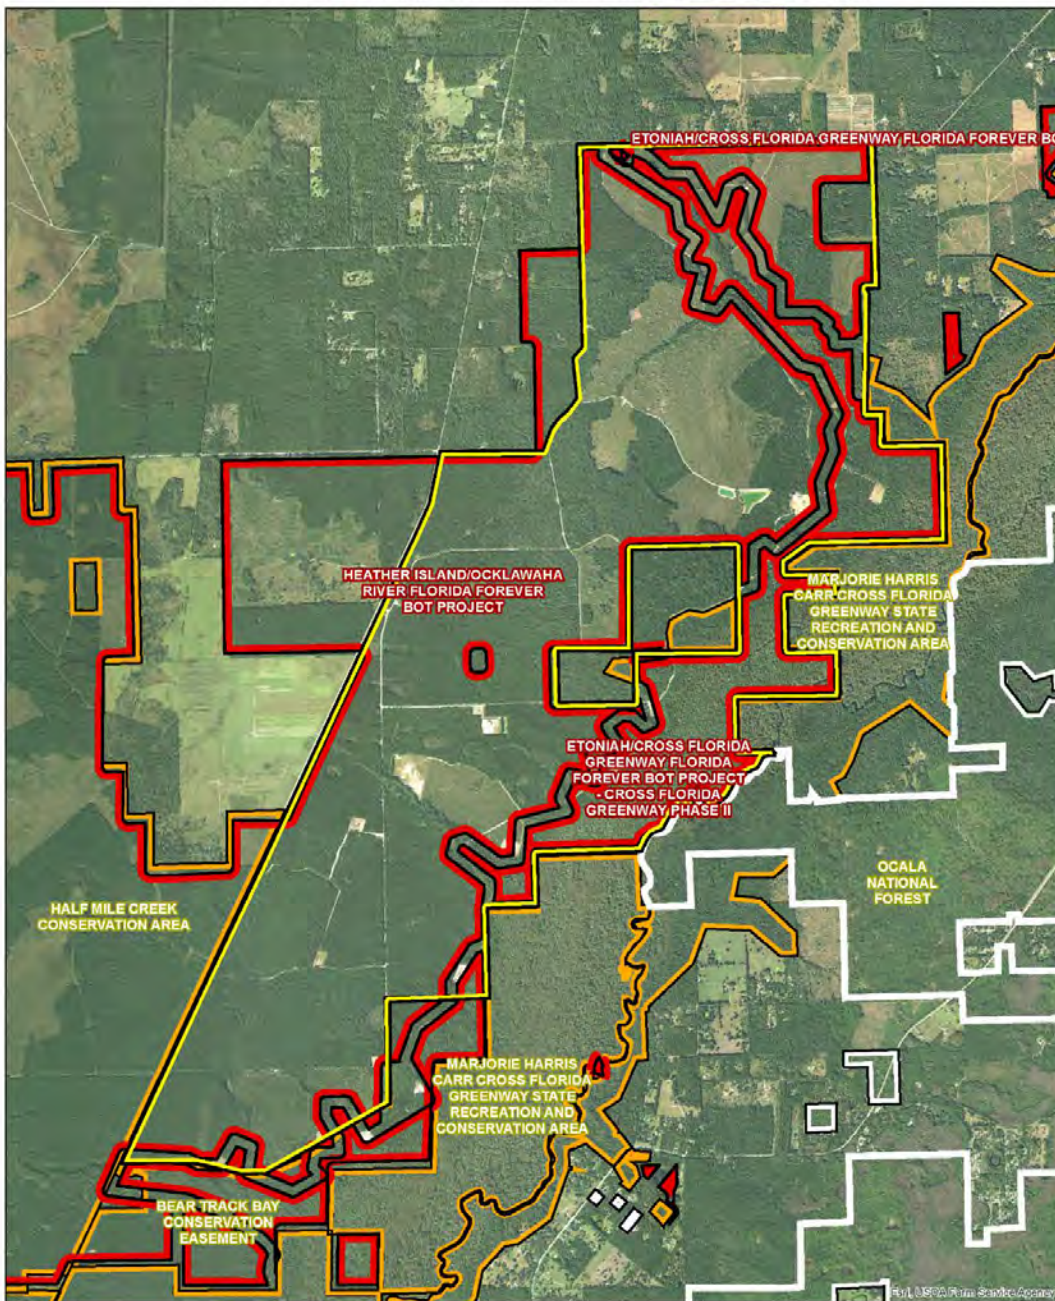 ETONIAH/CROSS FLORIDA GREENWAY FLORIDA FOREVER BO
HEATHER ISLAND/OCKLAWAHA
RIVER FLORIDA FOREVER
BOT PROJECT
MARJORIE HARRIS
CARR CROSS FLORIDA
GREENWAY STATE
RECREATION AND
CONSERVATION AREA
ETONIAH/CROSS FLORIDA
GREENWAY FLORIDA
FOREVER BOT PROJECT
- CROSS FLORIDA
GREENWAY PHASE II
OCALA
NATIONAL
FOREST
HALF MILE CREEK
CONSERVATION AREA
MARJORIE HARRIS
CARR CROSS FLORIDA
GREENWAY STATE
RECREATION AND
CONSERVATION AREA
BEAR TRACK BAY
CONSERVATION
EASEMENT
Esri, USDA Farm Service Agency